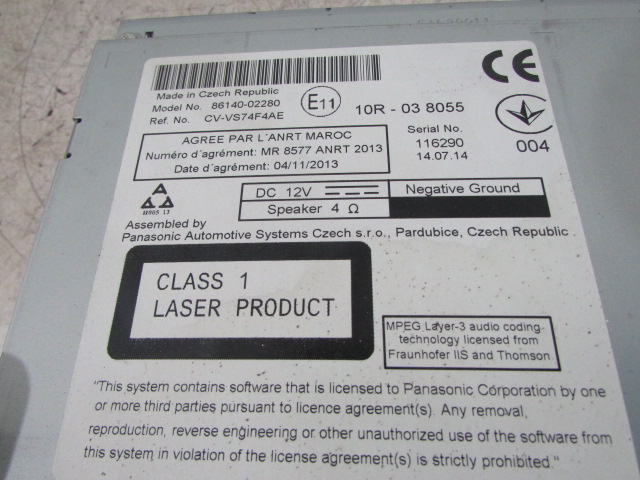 Made in Czech Republic
Model No. 86140-02280
Ref No. CV-VS74F4AE
E11
10R - 03 8055
CE
004
AGREE PAR L'ANRT MAROC
Numéro d'agrément: MR 8577 ANRT 2013
Date d'agrément: 04/11/2013
Serial No.
116290
14.07.14
DC 12V
Negative Ground
Speaker 4 Ω
Assembled by
Panasonic Automotive Systems Czech s.r.o., Pardubice, Czech Republic
CLASS 1
LASER PRODUCT
MPEG Layer-3 audio coding
technology licensed from
Fraunhofer IIS and Thomson.
"This system contains software that is licensed to Panasonic Corporation by one
or more third parties pursuant to licence agreement(s). Any removal,
reproduction, reverse engineering or other unauthorized use of the software from
this system in violation of the license agreement(s) is strictly prohibited."